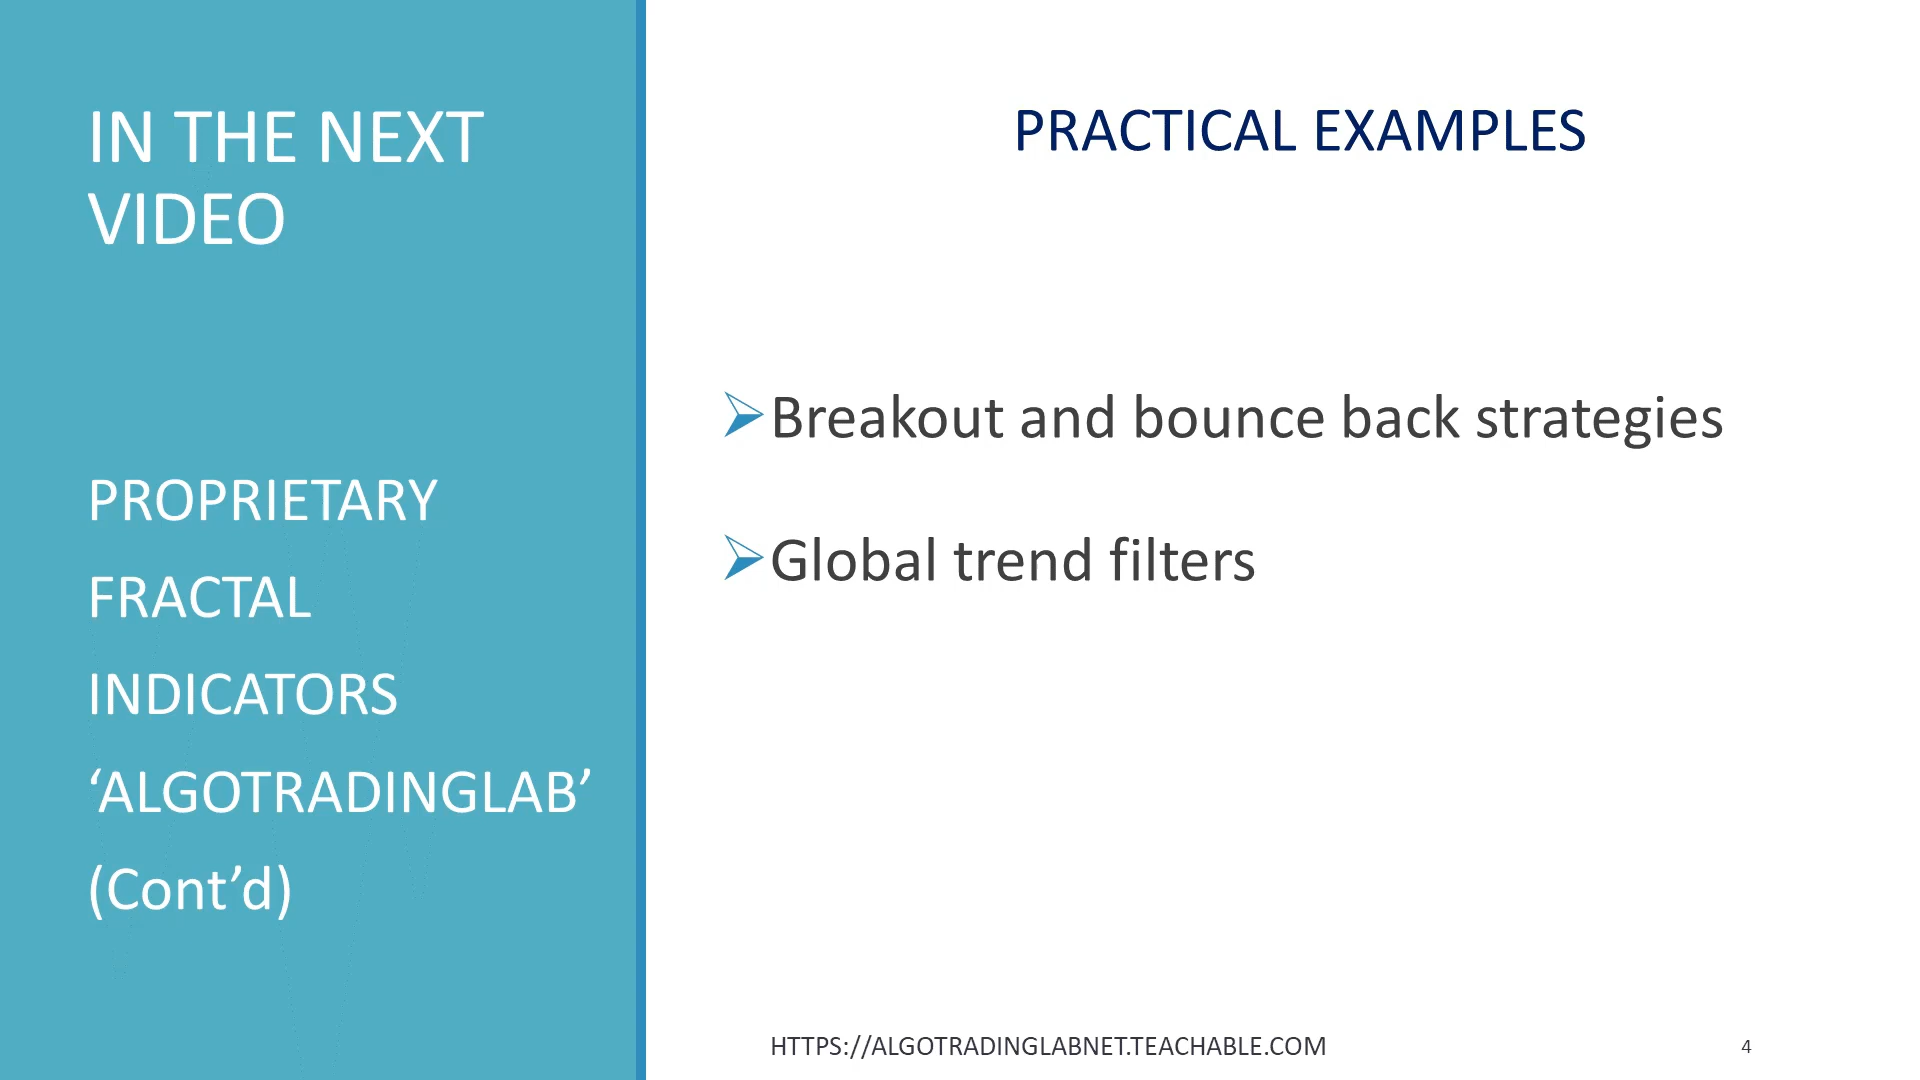 IN THE NEXT
VIDEO
PROPRIETARY
FRACTAL
INDICATORS
‘ALGOTRADINGLAB’
(Cont’d)
PRACTICAL EXAMPLES
Breakout and bounce back strategies
Global trend filters
HTTPS://ALGOTRADINGLABNET.TEACHABLE.COM
4